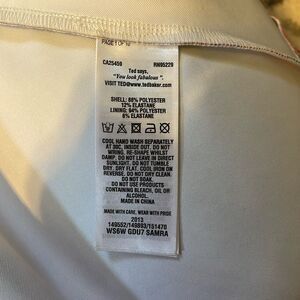 PAGE 1 OF 12
CA25459 RN95229
Ted says,
"You look fabulous".
VISIT TED@www.tedbaker.com
SHELL: 88% POLYESTER
12% ELASTANE
LINING: 94% POLYESTER
6% ELASTANE
COOL HAND WASH SEPARATELY
AT 30C, INSIDE OUT. DO NOT
WRING. RE-SHAPE WHILST
DAMP. DO NOT LEAVE IN DIRECT
SUNLIGHT. DO NOT TUMBLE
DRY. DRY FLAT. COOL IRON ON
REVERSE. DO NOT DRY CLEAN.
DO NOT SOAK.
DO NOT USE PRODUCTS
CONTAINING BLEACH, OIL OR
ALCOHOL.
MADE IN CHINA
MADE WITH CARE. WEAR WITH PRIDE
2013
149552/149893/151470
WS6W GDU7 SAMRA